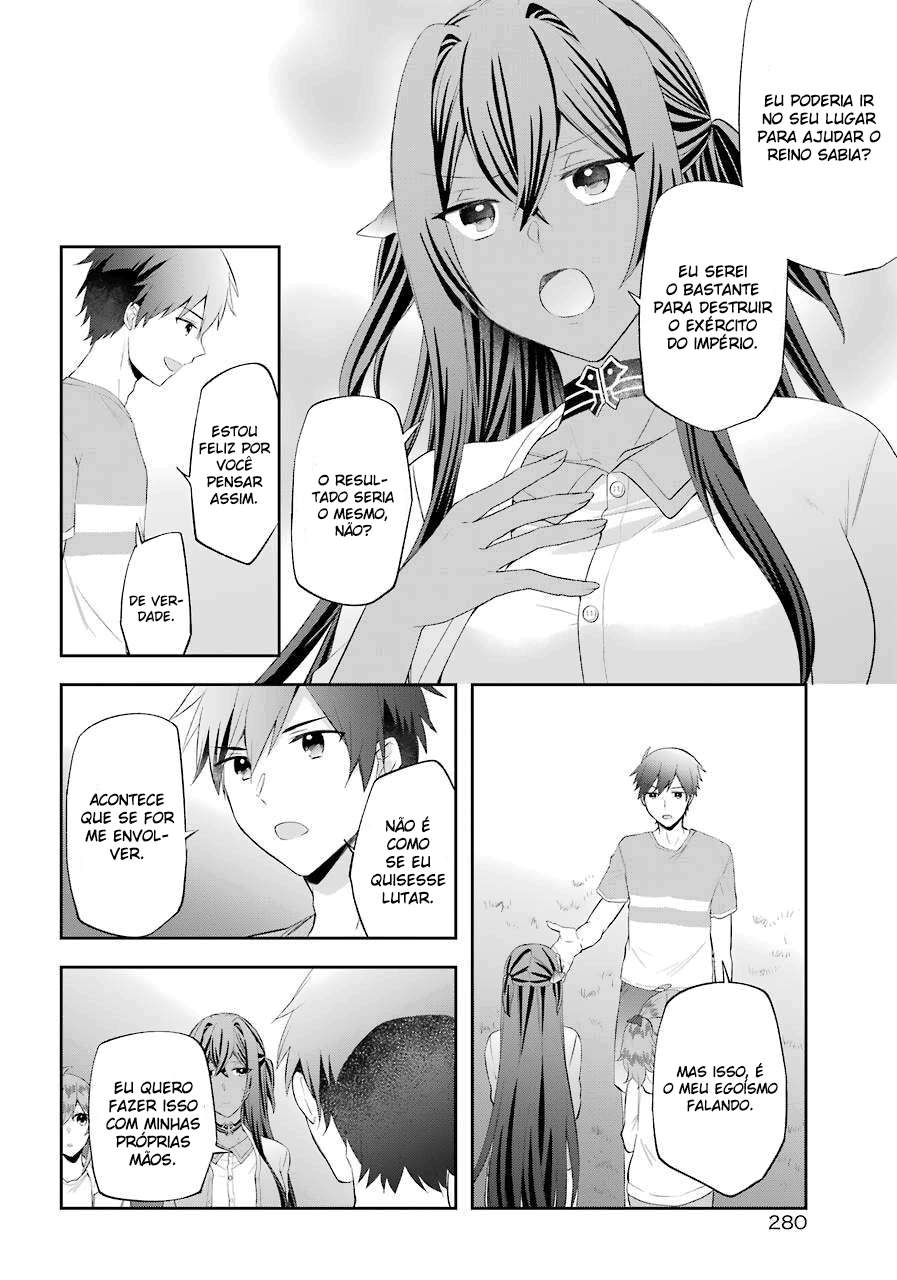 EU PODERIA IR
NO SEU LUGAR
PARA AJUDAR O
REINO SABIA?
EU SEREI
O BASTANTE
PARA DESTRUIR
O EXÉRCITO
DO IMPÉRIO.
O RESUL-
TADO SERIA
O MESMO,
NÃO?
ESTOU
FELIZ POR
VOCÊ
PENSAR
ASSIM.
DE VER-
DADE.
MAS ISSO, É
O MEU EGOÍSMO
FALANDO.
NÃO É
COMO
SE EU
QUISESSE
LUTAR.
ACONTECE
QUE SE FOR
ME ENVOL-
VER.
EU QUERO
FAZER ISSO
COM MINHAS
PRÓPRIAS
MÃOS.
280